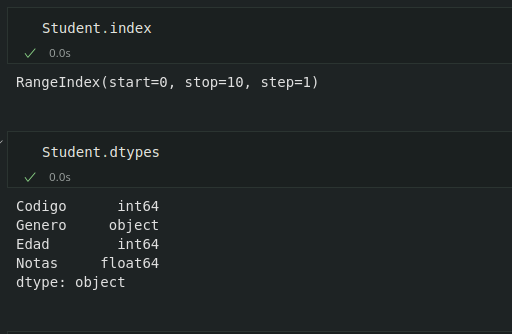 Student.index
0.0s
RangeIndex(start=0, stop=10, step=1)
Student.dtypes
0.0s
Codigo int64
Genero object
Edad int64
Notas float64
dtype: object